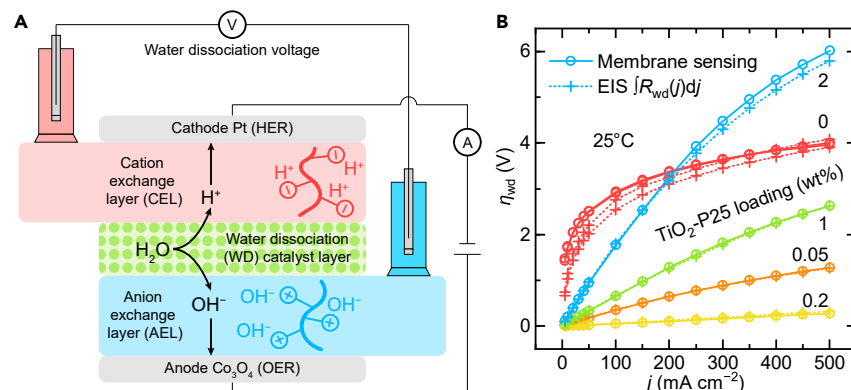 A
V
Water dissociation voltage
Cathode Pt (HER)
A
Cation
exchange
layer (CEL)
H⁺
H⁺
H⁺
H⁺
H⁺
−
−
−
H₂O
Water dissociation
(WD) catalyst layer
Anion
exchange
layer (AEL)
OH⁻
OH⁻
OH⁻
OH⁻
OH⁻
+
+
+
Anode Co₃O₄ (OER)
B
Membrane sensing
EIS ∫Rwd(j)dj
25°C
TiO₂-P25 loading (wt%)
2
0
1
0.05
0.2
ηwd (V)
6
4
2
0
0
100
200
300
400
500
j (mA cm⁻²)